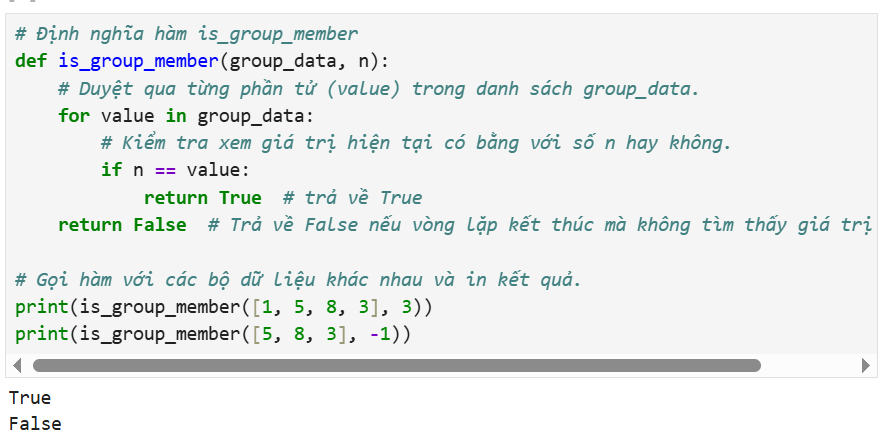 # Định nghĩa hàm is_group_member
def is_group_member(group_data, n):
    # Duyệt qua từng phần tử (value) trong danh sách group_data.
    for value in group_data:
        # Kiểm tra xem giá trị hiện tại có bằng với số n hay không.
        if n == value:
            return True  # trả về True
    return False  # Trả về False nếu vòng lặp kết thúc mà không tìm thấy giá trị
# Gọi hàm với các bộ dữ liệu khác nhau và in kết quả.
print(is_group_member([1, 5, 8, 3], 3))
print(is_group_member([5, 8, 3], -1))
True
False